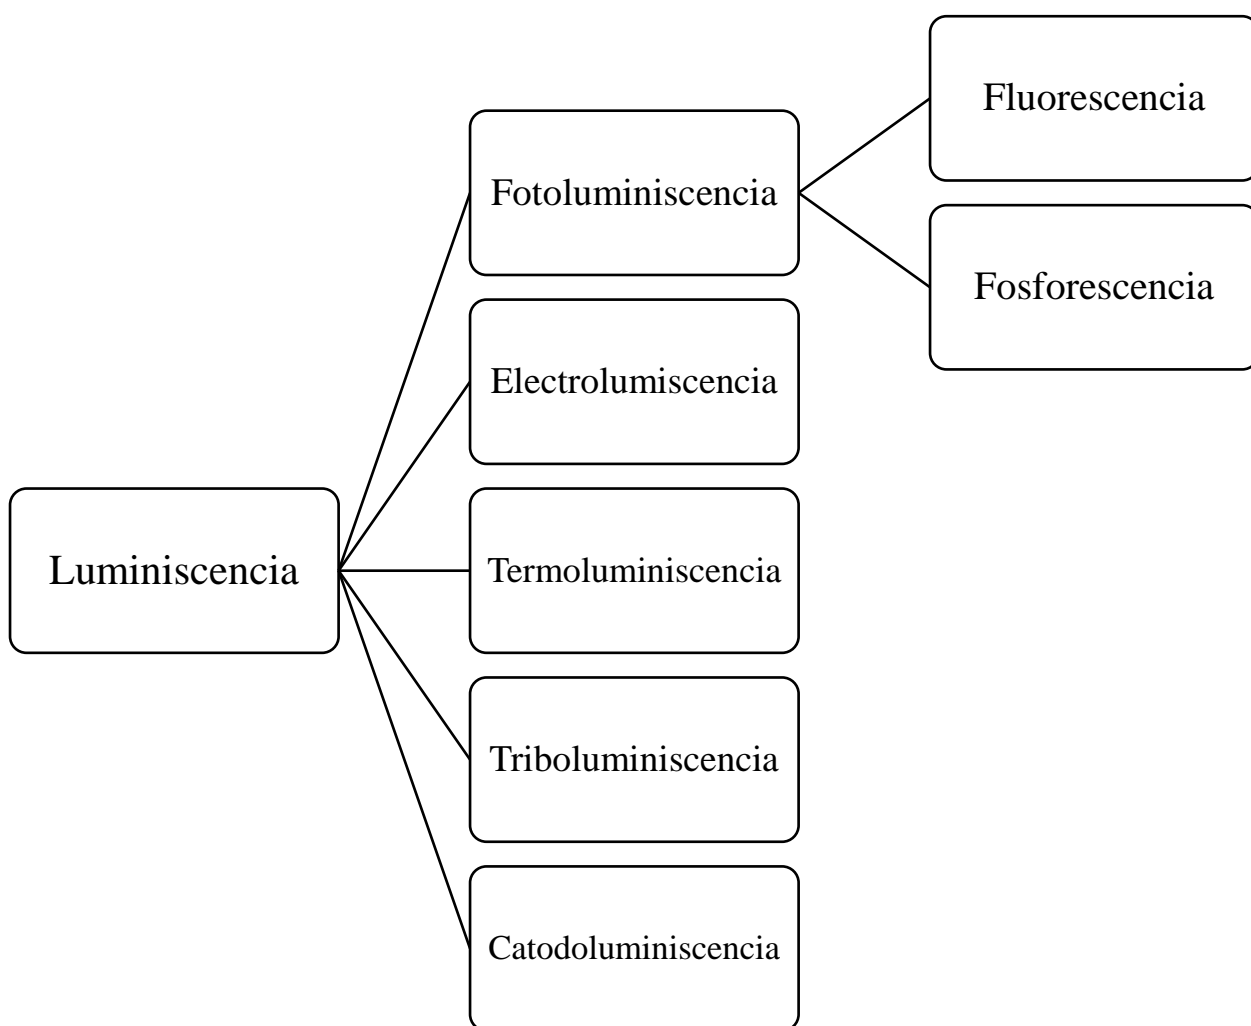 Fluorescencia
Fotoluminiscencia
Fosforescencia
Electrolumiscencia
Luminiscencia
Termoluminiscencia
Triboluminiscencia
Catodoluminiscencia